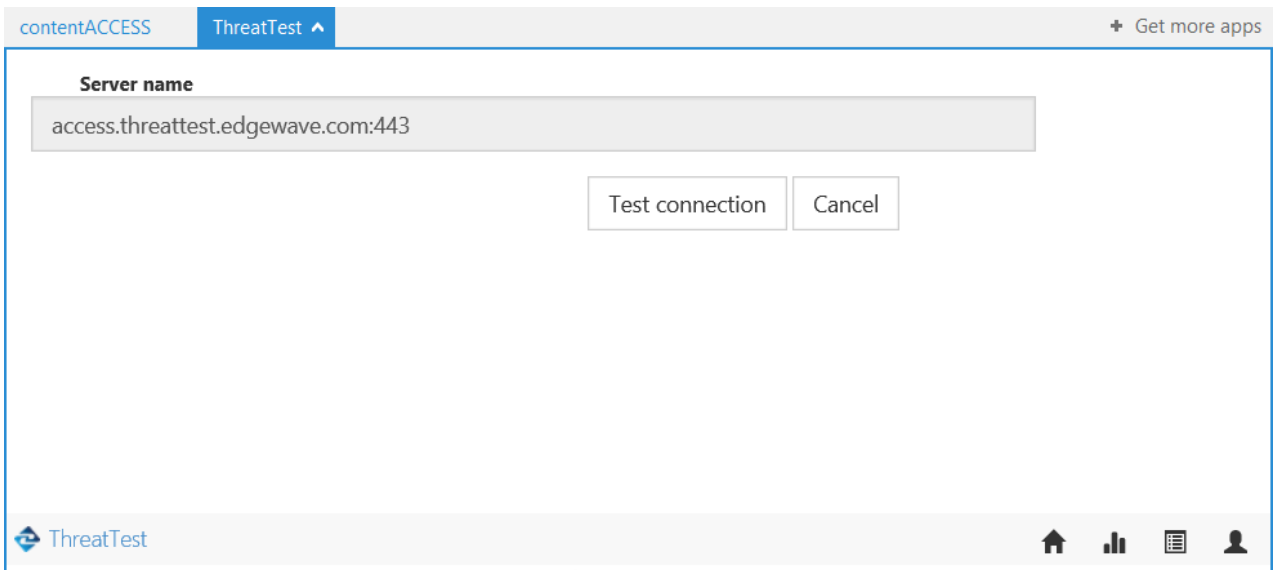 contentACCESS ThreatTest + Get more apps
Server name
access.threattest.edgewave.com:443
Test connection Cancel
ThreatTest